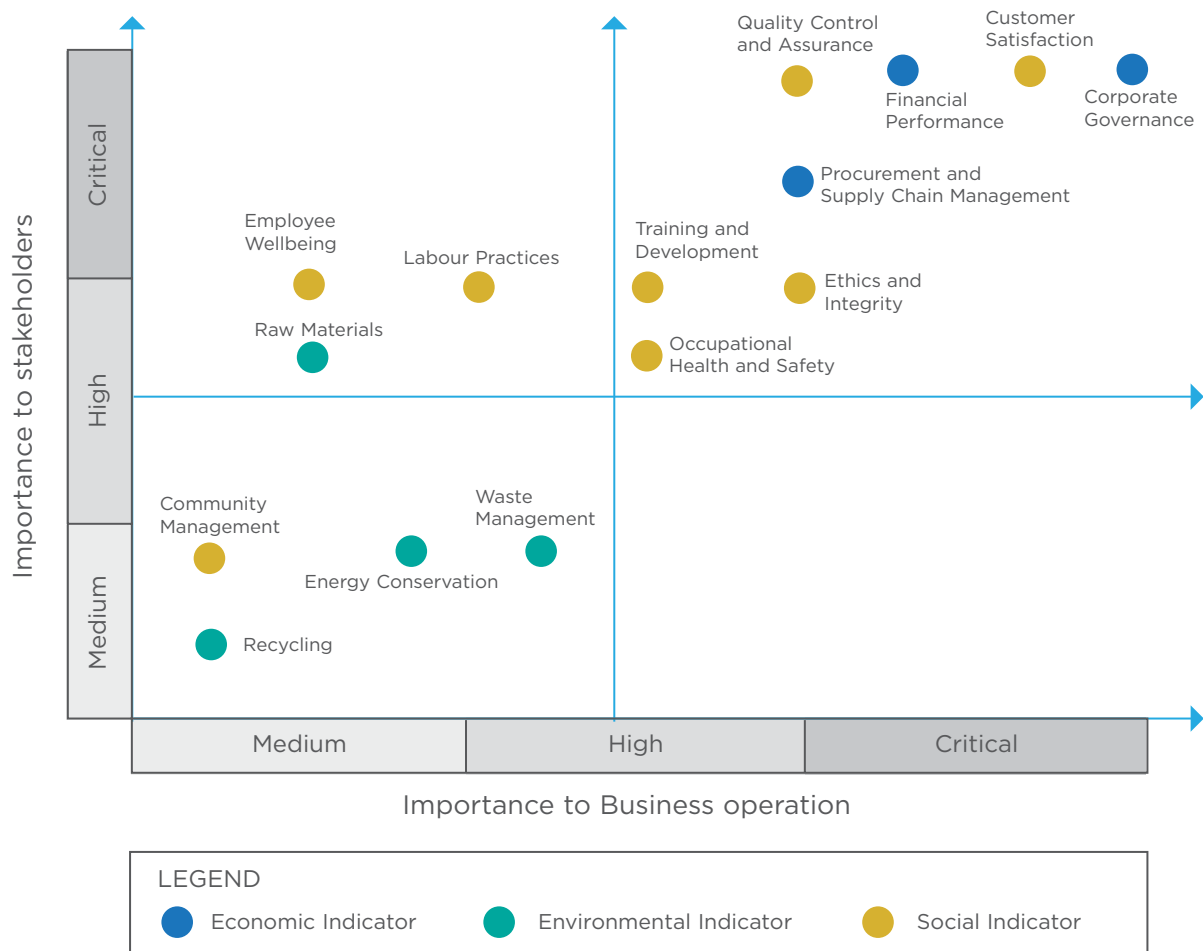 Quality Control
and Assurance
Customer
Satisfaction
Financial
Performance
Corporate
Governance
Procurement and
Supply Chain Management
Employee
Wellbeing
Labour Practices
Training and
Development
Ethics and
Integrity
Raw Materials
Occupational
Health and Safety
Community
Management
Waste
Management
Energy Conservation
Recycling
Importance to stakeholders
Critical
High
Medium
Medium
High
Critical
Importance to Business operation
LEGEND
Economic Indicator
Environmental Indicator
Social Indicator